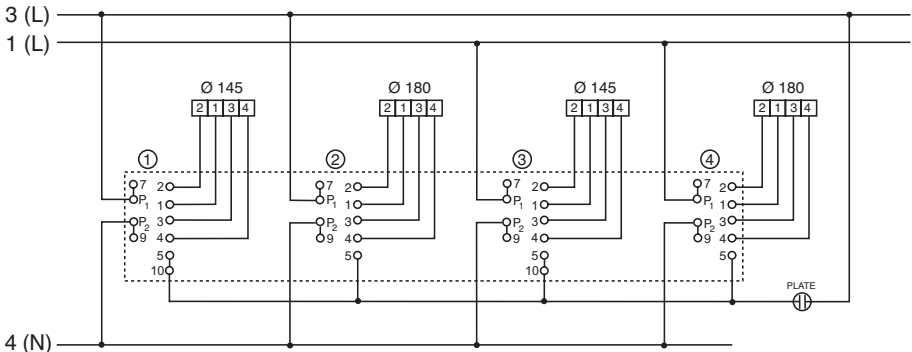 3 (L)
1 (L)
Ø 145 Ø 180 Ø 145 Ø 180
2 1 3 4 2 1 3 4 2 1 3 4 2 1 3 4
1 2 3 4
7 2 7 2 7 2 7 2
P1 1 P1 1 P1 1 P1 1
P2 3 P2 3 P2 3 P2 3
9 4 9 4 9 4 9 4
5 5 5 5
10 10
PLATE
4 (N)